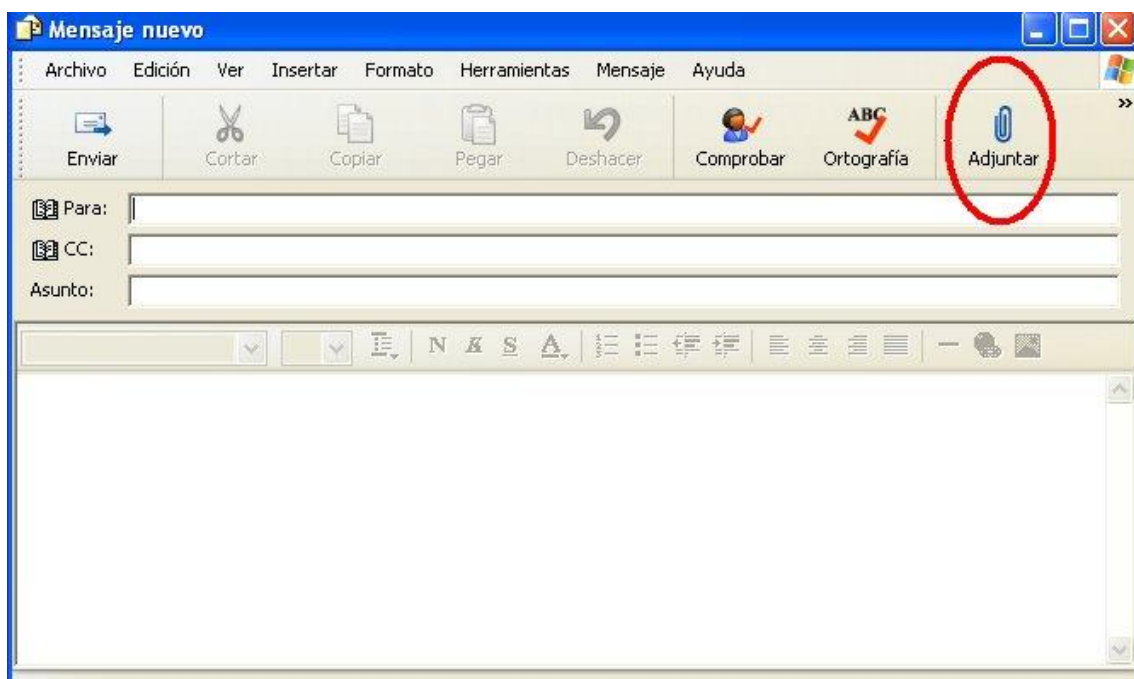 Mensaje nuevo
Archivo Edición Ver Insertar Formato Herramientas Mensaje Ayuda
ABC
Enviar Cortar Copiar Pegar Deshacer Comprobar Ortografía Adjuntar
Para:
CC:
Asunto:
N K S A